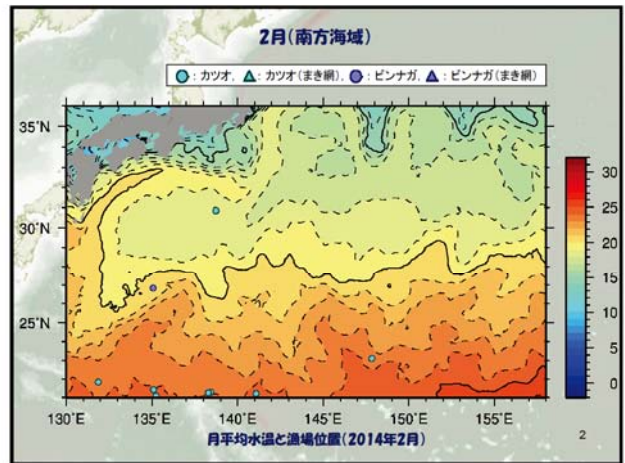 2月(南方海域)
●:カツオ, ▲:カツオ(まき網), ●:ビンナガ, ▲:ビンナガ(まき網)
35°N
30°N
25°N
130°E 135°E 140°E 145°E 150°E 155°E
30
25
20
15
10
5
0
月平均水温と漁場位置(2014年2月)
2